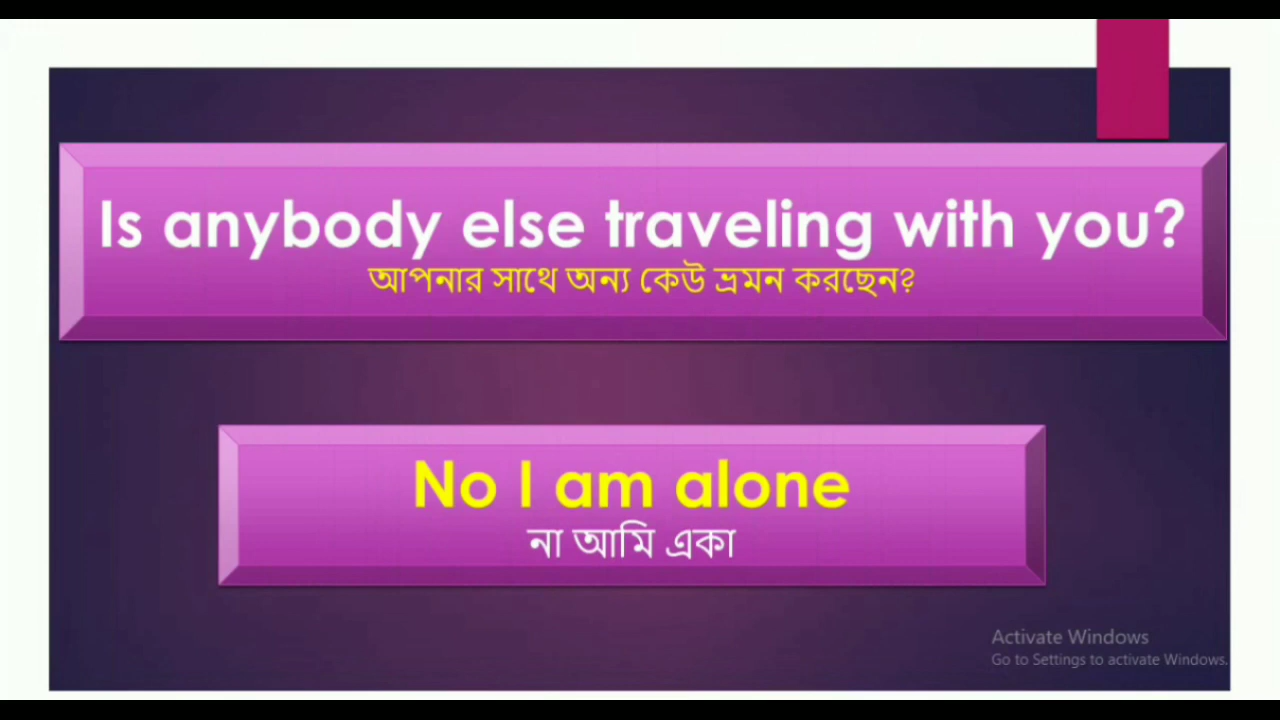 Is anybody else traveling with you?
আপনার সাথে অন্য কেউ ভ্রমন করছেন?
No I am alone
না আমি একা
Activate Windows
Go to Settings to activate Windows.